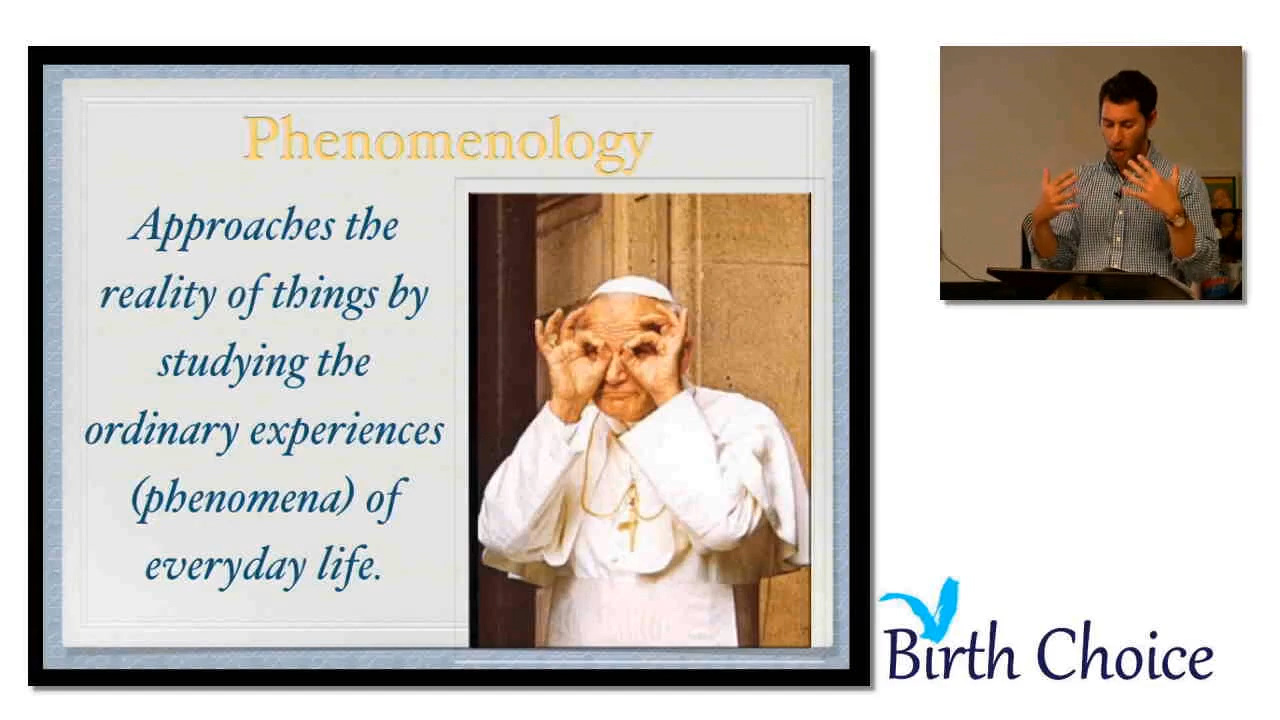 Phenomenology
Approaches the
reality of things by
studying the
ordinary experiences
(phenomena) of
everyday life.
Birth Choice